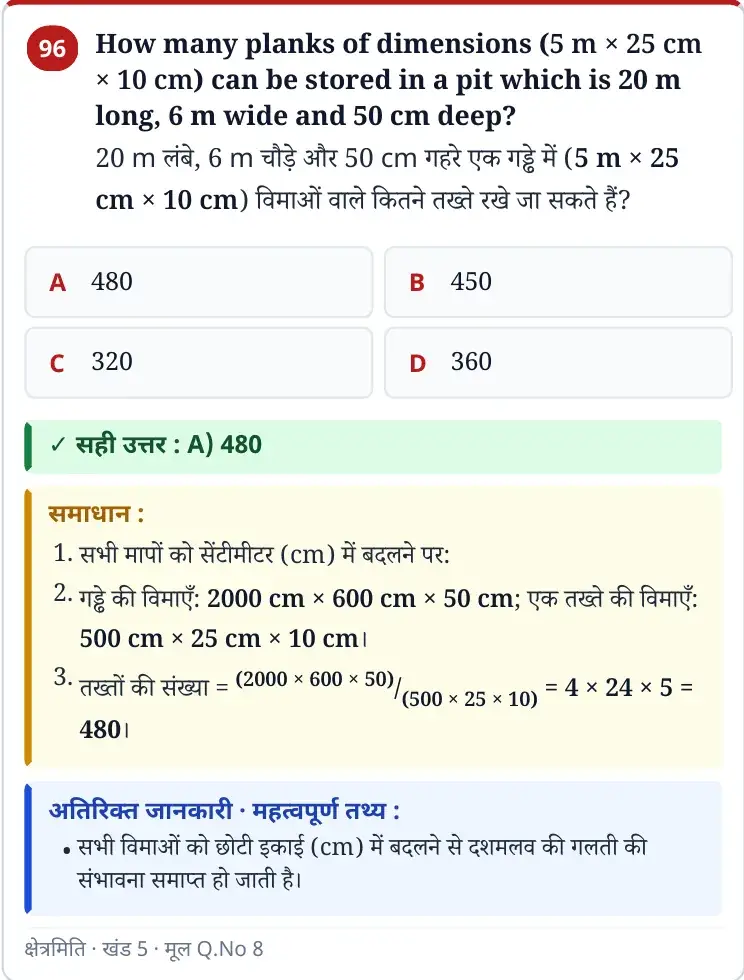 96
How many planks of dimensions (5 m × 25 cm
× 10 cm) can be stored in a pit which is 20 m
long, 6 m wide and 50 cm deep?
20 m लंबे, 6 m चौड़े और 50 cm गहरे एक गड्ढे में (5 m × 25
cm × 10 cm) विमाओं वाले कितने तख्ते रखे जा सकते हैं?
A 480
B 450
C 320
D 360
✓ सही उत्तर : A) 480
समाधान :
1. सभी मापों को सेंटीमीटर (cm) में बदलने पर:
2. गड्ढे की विमाएँ: 2000 cm × 600 cm × 50 cm; एक तख्ते की विमाएँ:
500 cm × 25 cm × 10 cm।
3. तख्तों की संख्या = (2000 × 600 × 50)/(500 × 25 × 10) = 4 × 24 × 5 =
480।
अतिरिक्त जानकारी · महत्वपूर्ण तथ्य :
• सभी विमाओं को छोटी इकाई (cm) में बदलने से दशमलव की गलती की
संभावना समाप्त हो जाती है।
क्षेत्रमिति · खंड 5 · मूल Q.No 8